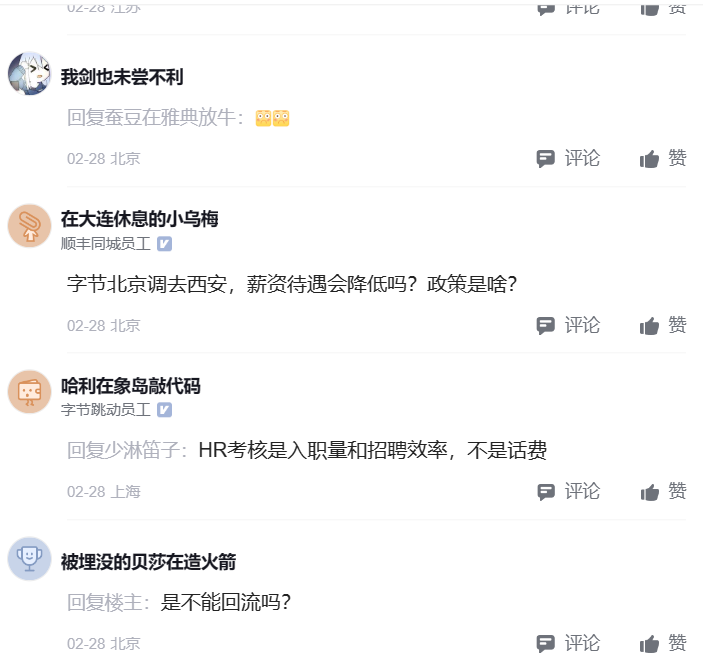 02-28 江苏
评论 赞
我剑也未尝不利
回复蚕豆在雅典放牛：
02-28 北京
评论 赞
在大连休息的小乌梅
顺丰同城员工
字节北京调去西安，薪资待遇会降低吗？政策是啥？
02-28 北京
评论 赞
哈利在象岛敲代码
字节跳动员工
回复少淋笛子：HR考核是入职量和招聘效率，不是话费
02-28 上海
评论 赞
被埋没的贝莎在造火箭
回复楼主：是不能回流吗？
02-28 北京
评论 赞